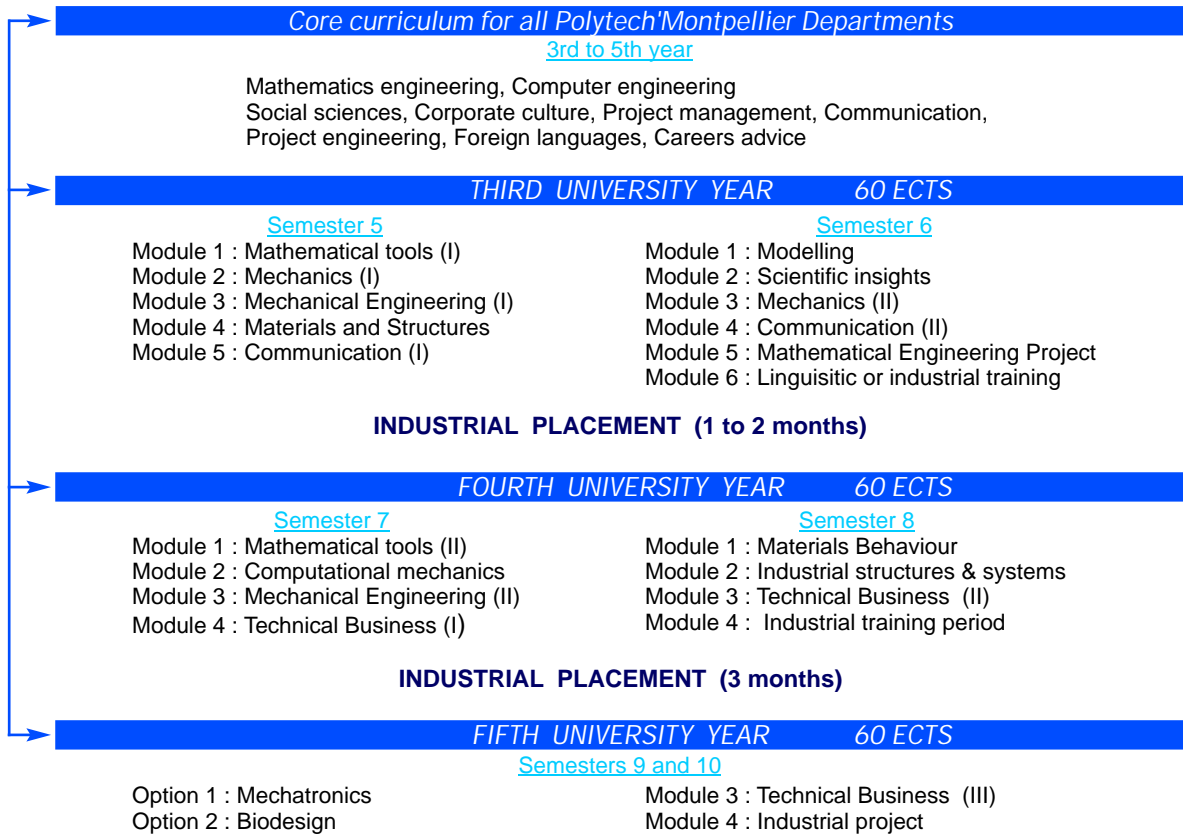 Core curriculum for all Polytech'Montpellier Departments
3rd to 5th year
Mathematics engineering, Computer engineering
Social sciences, Corporate culture, Project management, Communication,
Project engineering, Foreign languages, Careers advice
THIRD UNIVERSITY YEAR 60 ECTS
Semester 5
Module 1 : Mathematical tools (I)
Module 2 : Mechanics (I)
Module 3 : Mechanical Engineering (I)
Module 4 : Materials and Structures
Module 5 : Communication (I)
Semester 6
Module 1 : Modelling
Module 2 : Scientific insights
Module 3 : Mechanics (II)
Module 4 : Communication (II)
Module 5 : Mathematical Engineering Project
Module 6 : Linguisitic or industrial training
INDUSTRIAL PLACEMENT (1 to 2 months)
FOURTH UNIVERSITY YEAR 60 ECTS
Semester 7
Module 1 : Mathematical tools (II)
Module 2 : Computational mechanics
Module 3 : Mechanical Engineering (II)
Module 4 : Technical Business (I)
Semester 8
Module 1 : Materials Behaviour
Module 2 : Industrial structures & systems
Module 3 : Technical Business (II)
Module 4 : Industrial training period
INDUSTRIAL PLACEMENT (3 months)
FIFTH UNIVERSITY YEAR 60 ECTS
Semesters 9 and 10
Option 1 : Mechatronics
Option 2 : Biodesign
Module 3 : Technical Business (III)
Module 4 : Industrial project